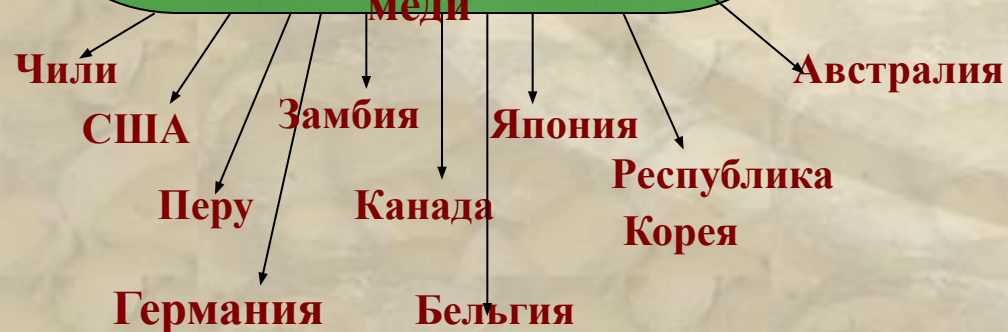 меди
Чили
Австралия
США
Замбия
Япония
Республика
Корея
Перу
Канада
Германия
Бельгия